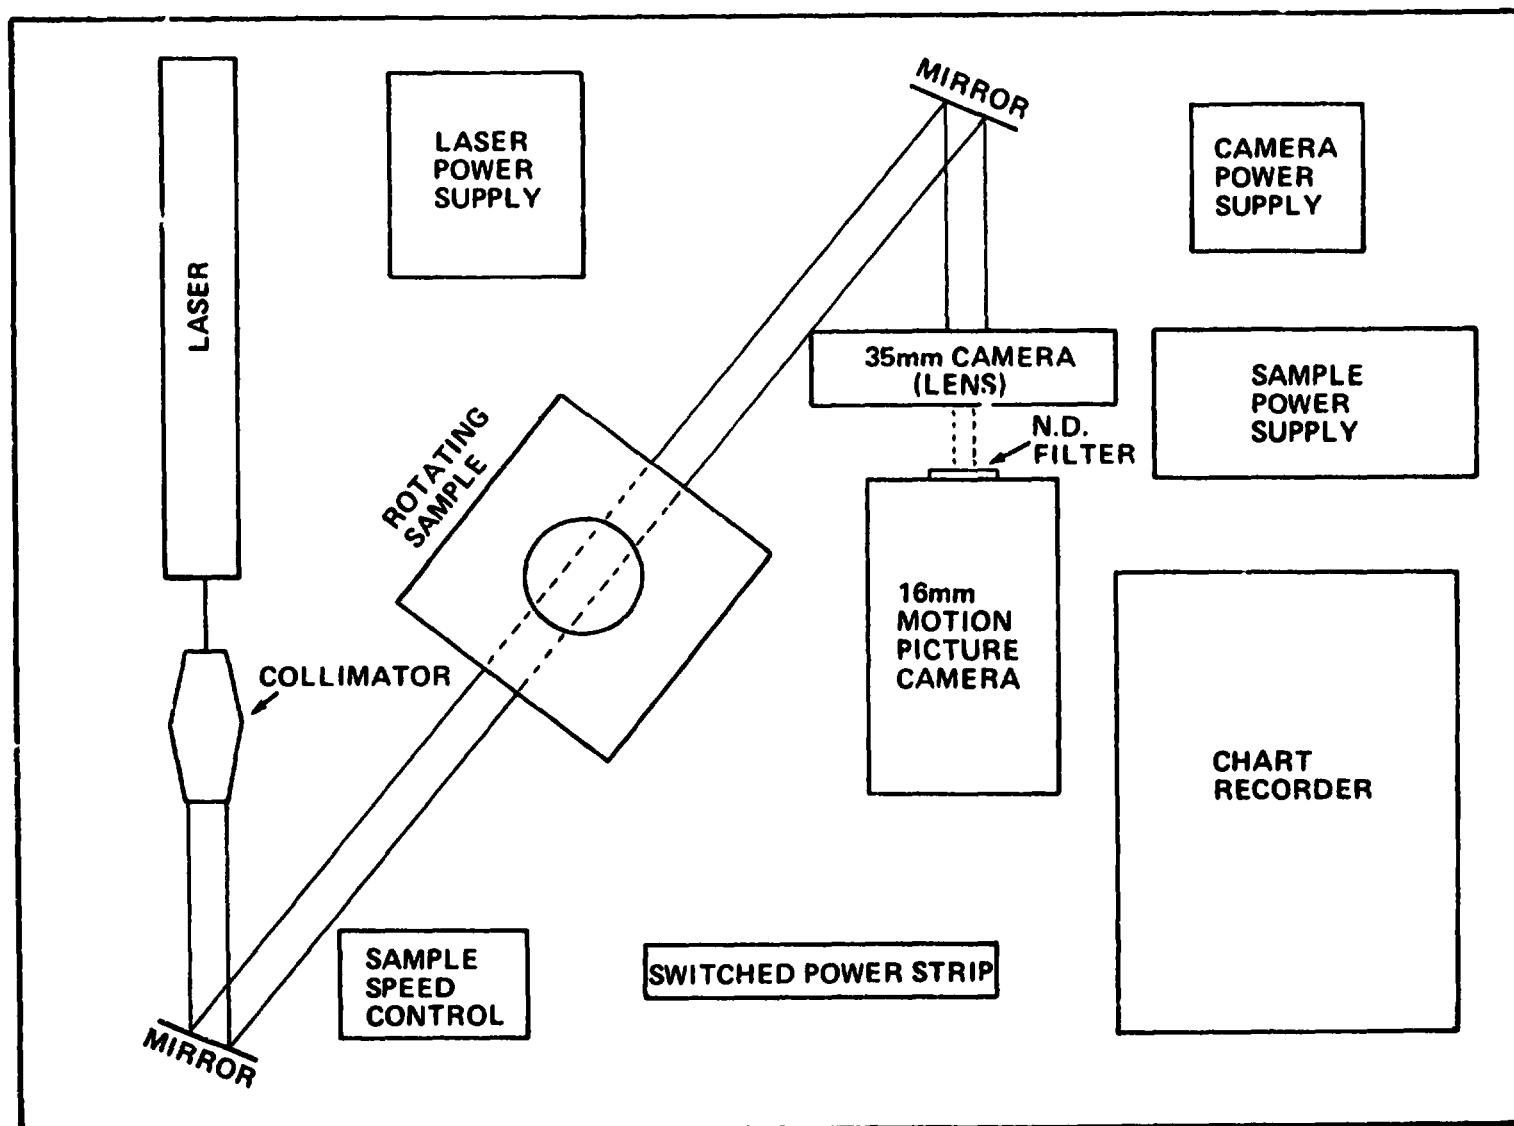 MIRROR
LASER
POWER
SUPPLY
CAMERA
POWER
SUPPLY
LASER
35mm CAMERA
(LENS)
SAMPLE
POWER
SUPPLY
N.D.
FILTER
ROTATING
SAMPLE
16mm
MOTION
PICTURE
CAMERA
COLLIMATOR
CHART
RECORDER
SAMPLE
SPEED
CONTROL
SWITCHED POWER STRIP
MIRROR